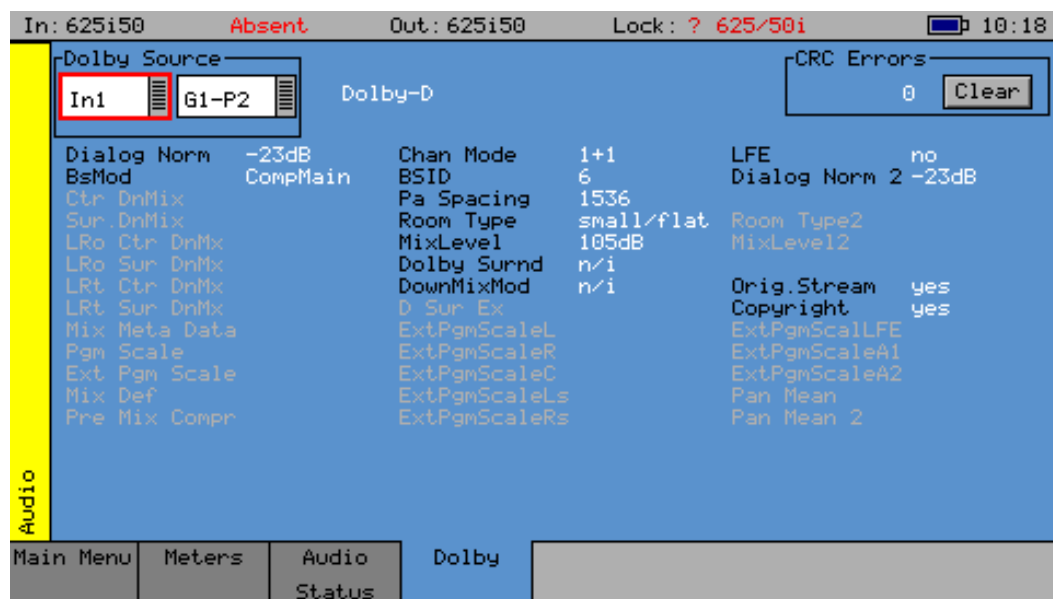 In: 625i50 Absent Out: 625i50 Lock: ? 625/50i 10:18
Dolby Source CRC Errors
In1 G1-P2 Dolby-D 0 Clear
Dialog Norm -23dB Chan Mode 1+1 LFE no
BsMod CompMain BSID 6 Dialog Norm 2 -23dB
Ctr DnMix Pa Spacing 1536
Sur.DnMix Room Type small/flat Room Type2
LRo Ctr DnMx MixLevel 105dB MixLevel2
LRo Sur DnMx Dolby Surnd n/i
LRt Ctr DnMx DownMixMod n/i Orig.Stream yes
LRt Sur DnMx D Sur Ex Copyright yes
Mix Meta Data ExtPgmScaleL ExtPgmScalLFE
Pgm Scale ExtPgmScaleR ExtPgmScaleA1
Ext Pgm Scale ExtPgmScaleC ExtPgmScaleA2
Mix Def ExtPgmScaleLs Pan Mean
Pre Mix Compr ExtPgmScaleRs Pan Mean 2
Audio
Main Menu Meters Audio Dolby
Status